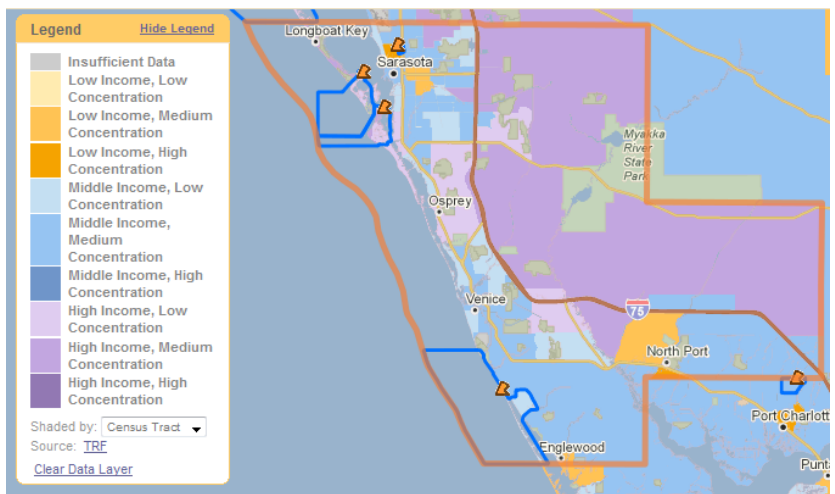 Legend
Hide Legend
Insufficient Data
Low Income, Low
Concentration
Low Income, Medium
Concentration
Low Income, High
Concentration
Middle Income, Low
Concentration
Middle Income,
Medium
Concentration
Middle Income, High
Concentration
High Income, Low
Concentration
High Income, Medium
Concentration
High Income, High
Concentration
Shaded by: Census Tract
Source: TRF
Clear Data Layer
Longboat Key
Sarasota
Myakka
River
State
Park
Osprey
Venice
75
North Port
Port Charlott
Englewood
Punta